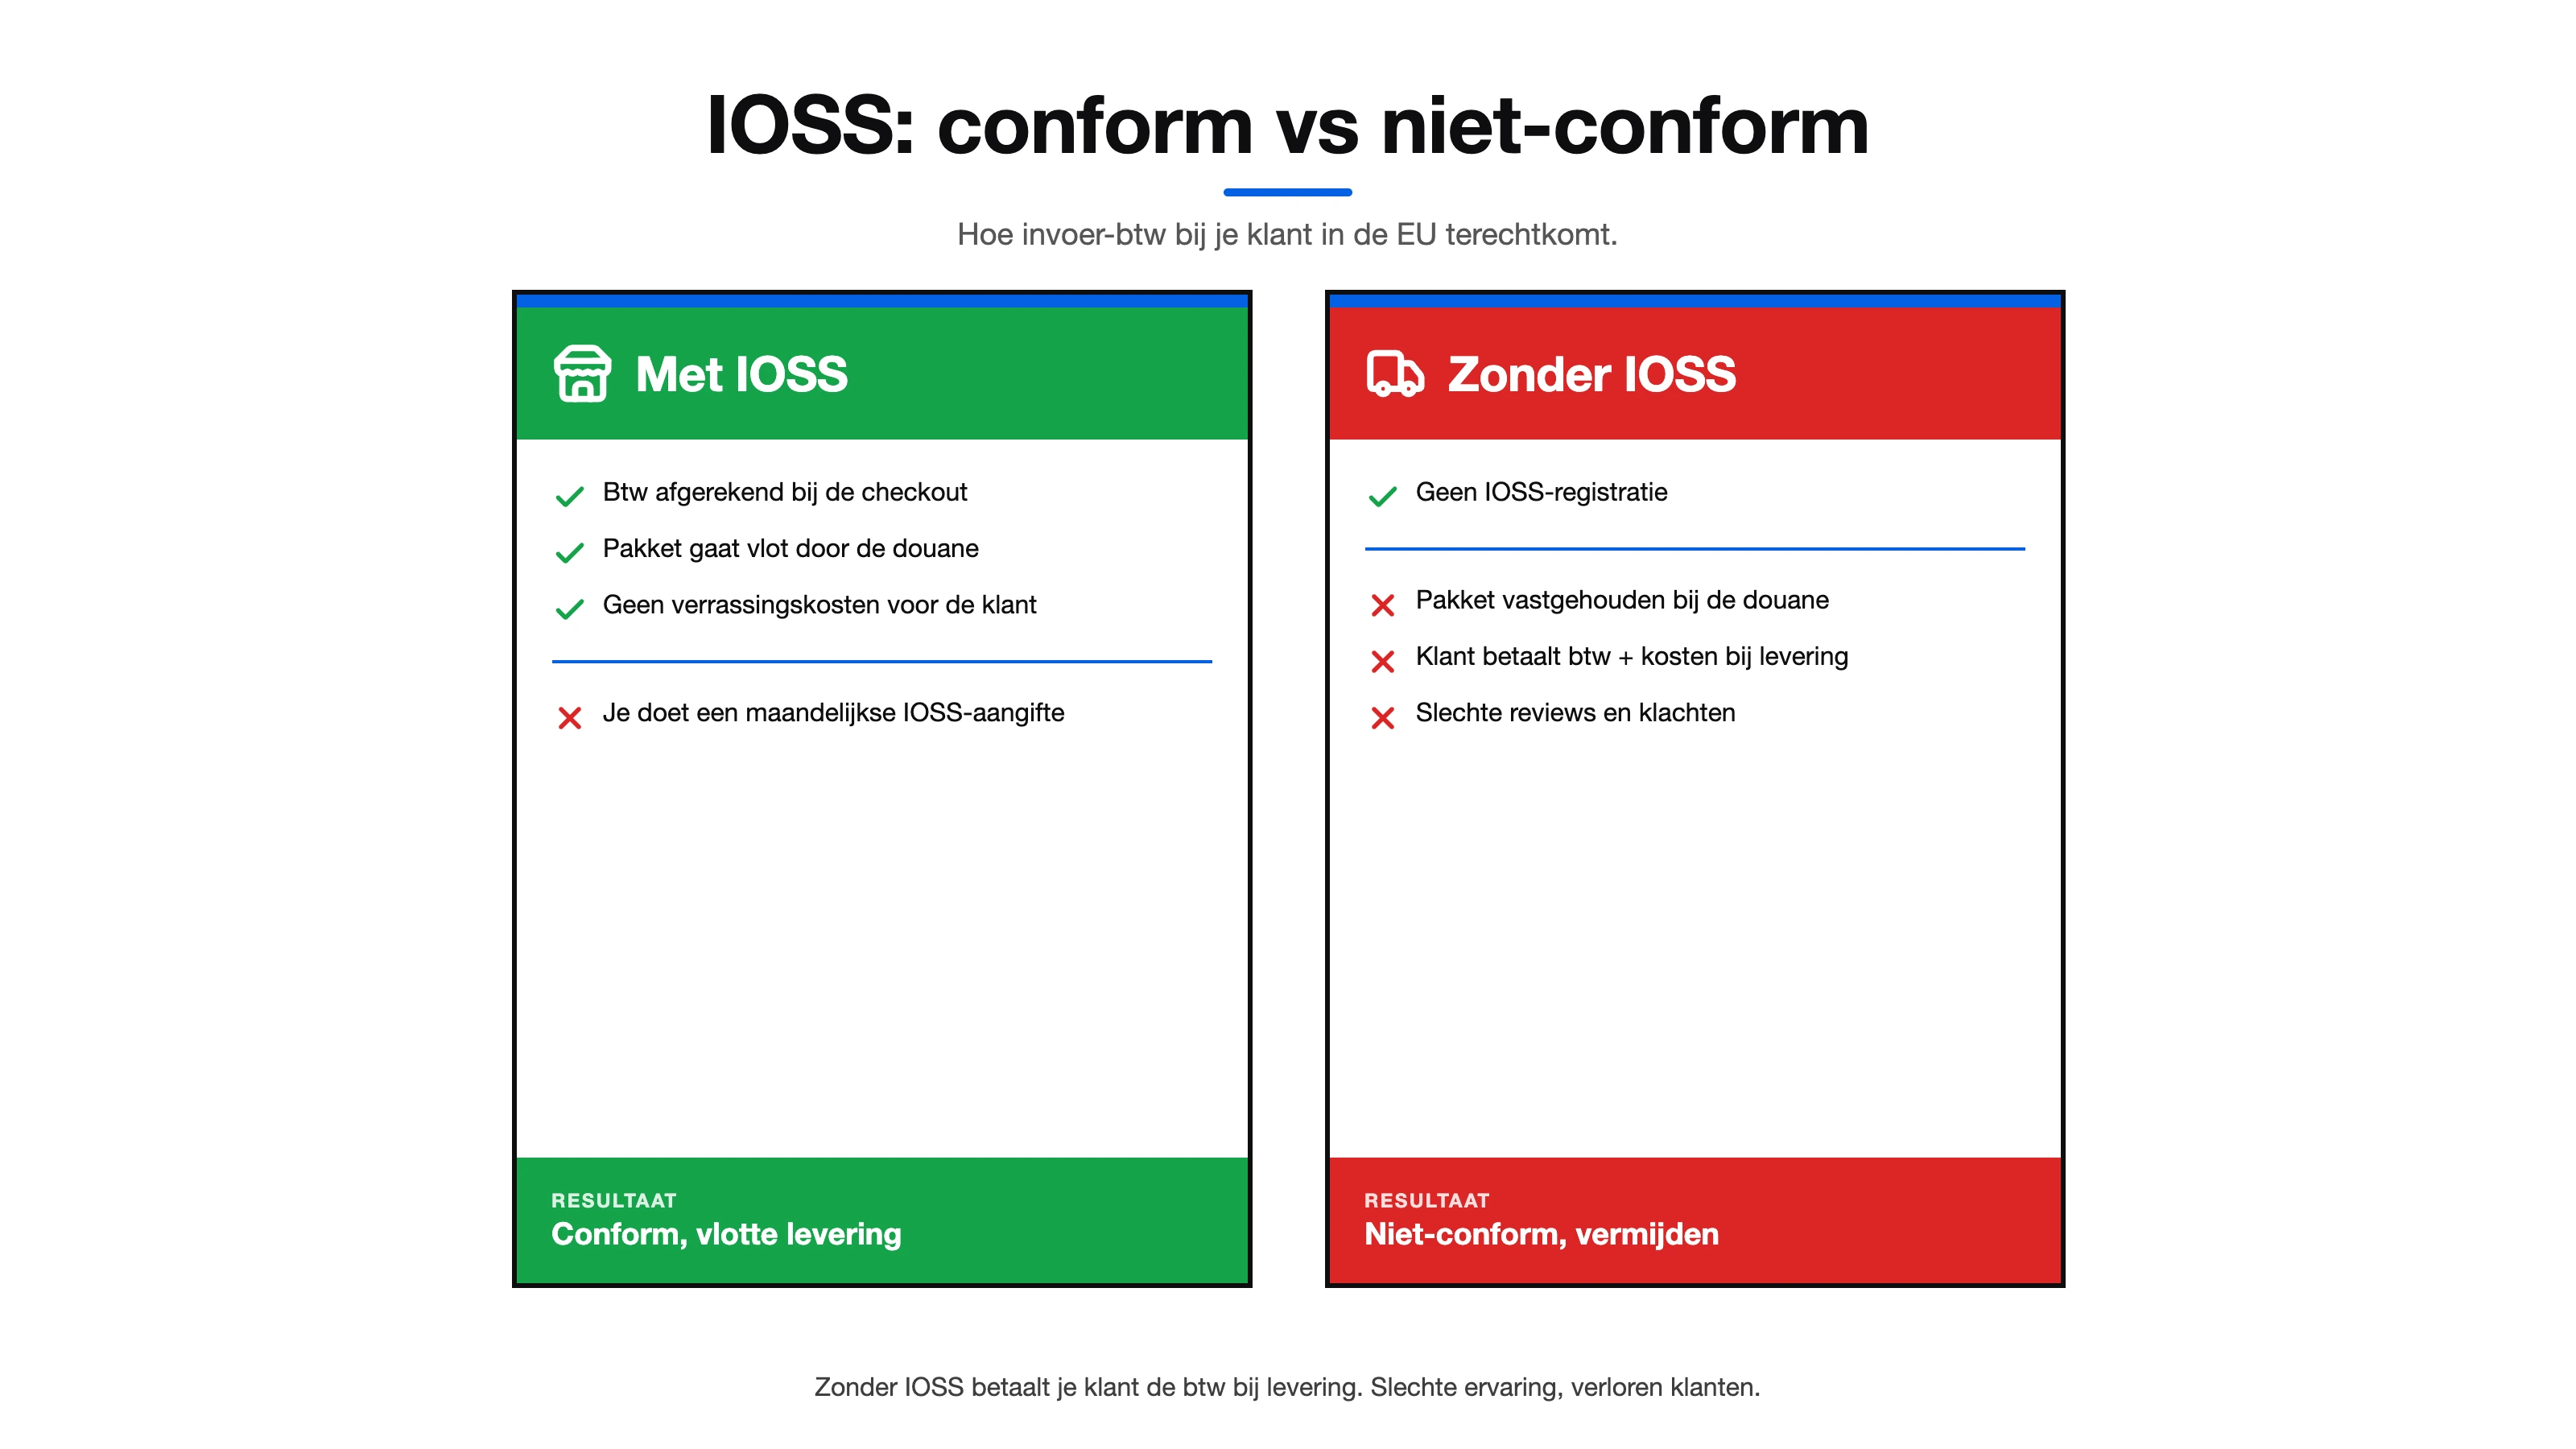 IOSS: conform vs niet-conform
Hoe invoer-btw bij je klant in de EU terechtkomt.
Met IOSS
Btw afgerekend bij de checkout
Pakket gaat vlot door de douane
Geen verrassingskosten voor de klant
Je doet een maandelijkse IOSS-aangifte
RESULTAAT
Conform, vlotte levering
Zonder IOSS
Geen IOSS-registratie
Pakket vastgehouden bij de douane
Klant betaalt btw + kosten bij levering
Slechte reviews en klachten
RESULTAAT
Niet-conform, vermijden
Zonder IOSS betaalt je klant de btw bij levering. Slechte ervaring, verloren klanten.